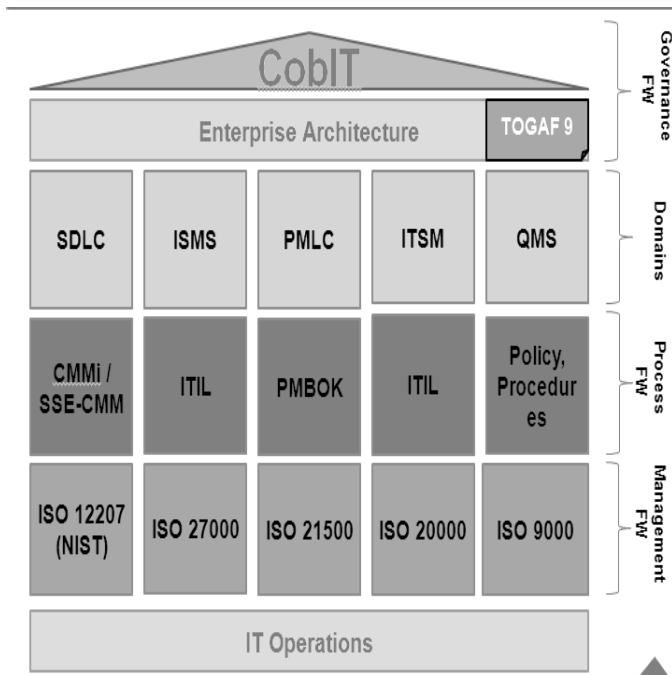 CobIT
Governance
FW
Enterprise Architecture
TOGAF 9
SDLC
ISMS
PMLC
ITSM
QMS
Domains
CMMi /
SSE-CMM
ITIL
PMBOK
ITIL
Policy,
Procedur
es
Process
FW
ISO 12207
(NIST)
ISO 27000
ISO 21500
ISO 20000
ISO 9000
Management
FW
IT Operations